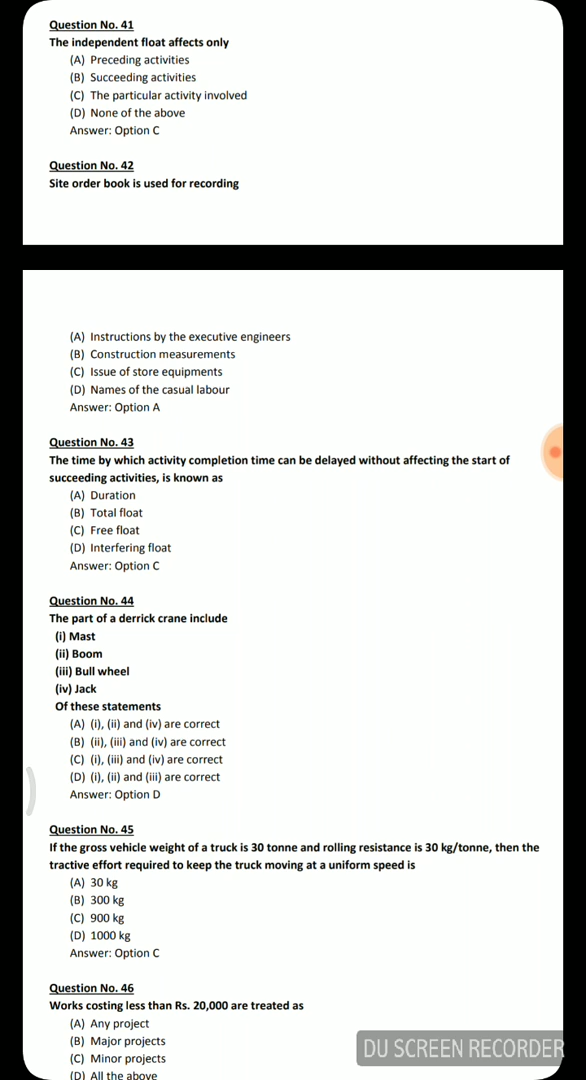 Question No. 41
The independent float affects only
(A) Preceding activities
(B) Succeeding activities
(C) The particular activity involved
(D) None of the above
Answer: Option C
Question No. 42
Site order book is used for recording
(A) Instructions by the executive engineers
(B) Construction measurements
(C) Issue of store equipments
(D) Names of the casual labour
Answer: Option A
Question No. 43
The time by which activity completion time can be delayed without affecting the start of
succeeding activities, is known as
(A) Duration
(B) Total float
(C) Free float
(D) Interfering float
Answer: Option C
Question No. 44
The part of a derrick crane include
(i) Mast
(ii) Boom
(iii) Bull wheel
(iv) Jack
Of these statements
(A) (i), (ii) and (iv) are correct
(B) (ii), (iii) and (iv) are correct
(C) (i), (iii) and (iv) are correct
(D) (i), (ii) and (iii) are correct
Answer: Option D
Question No. 45
If the gross vehicle weight of a truck is 30 tonne and rolling resistance is 30 kg/tonne, then the
tractive effort required to keep the truck moving at a uniform speed is
(A) 30 kg
(B) 300 kg
(C) 900 kg
(D) 1000 kg
Answer: Option C
Question No. 46
Works costing less than Rs. 20,000 are treated as
(A) Any project
(B) Major projects
(C) Minor projects
(D) All the above
DU SCREEN RECORDER